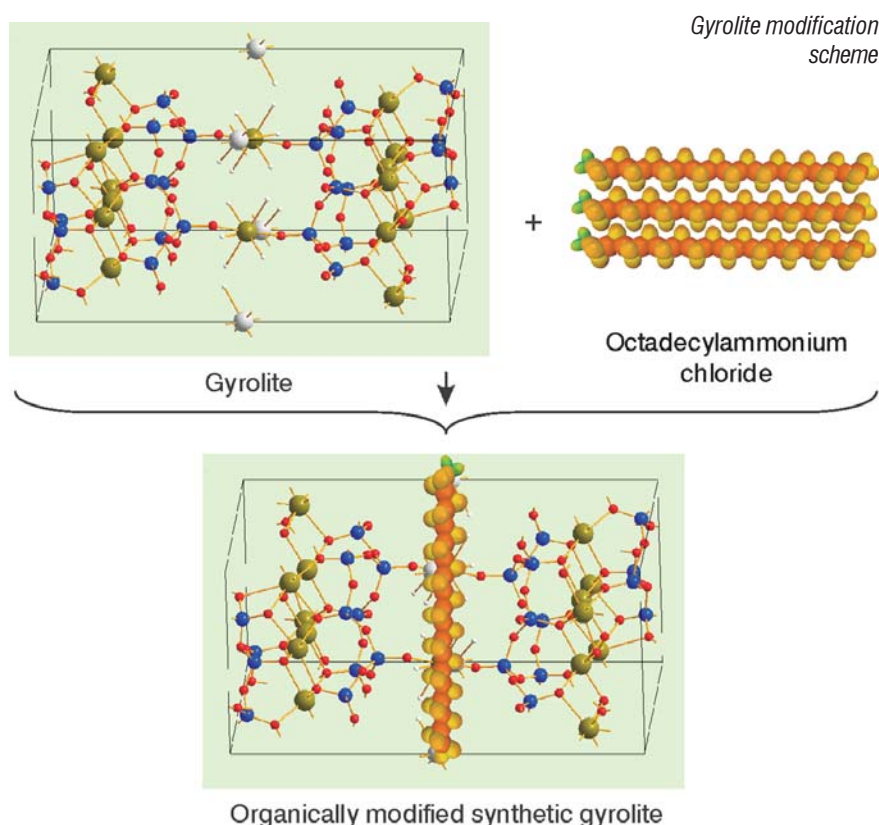 Gyrolite modification
scheme
+
Octadecylammonium
chloride
Gyrolite
Organically modified synthetic gyrolite